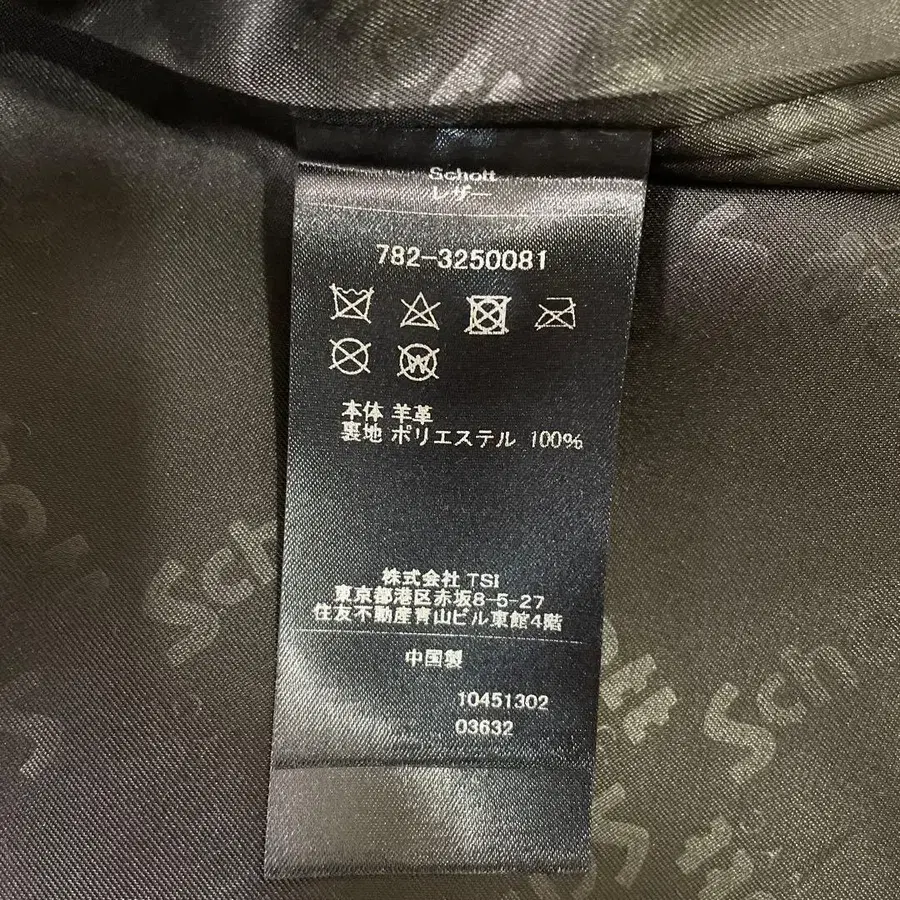 Schott
レザー
782-3250081
本体 羊革
裏地 ポリエステル 100%
株式会社 TSI
東京都港区赤坂8-5-27
住友不動産青山ビル東館4階
中国製
10451302
03632
Schott
Sch